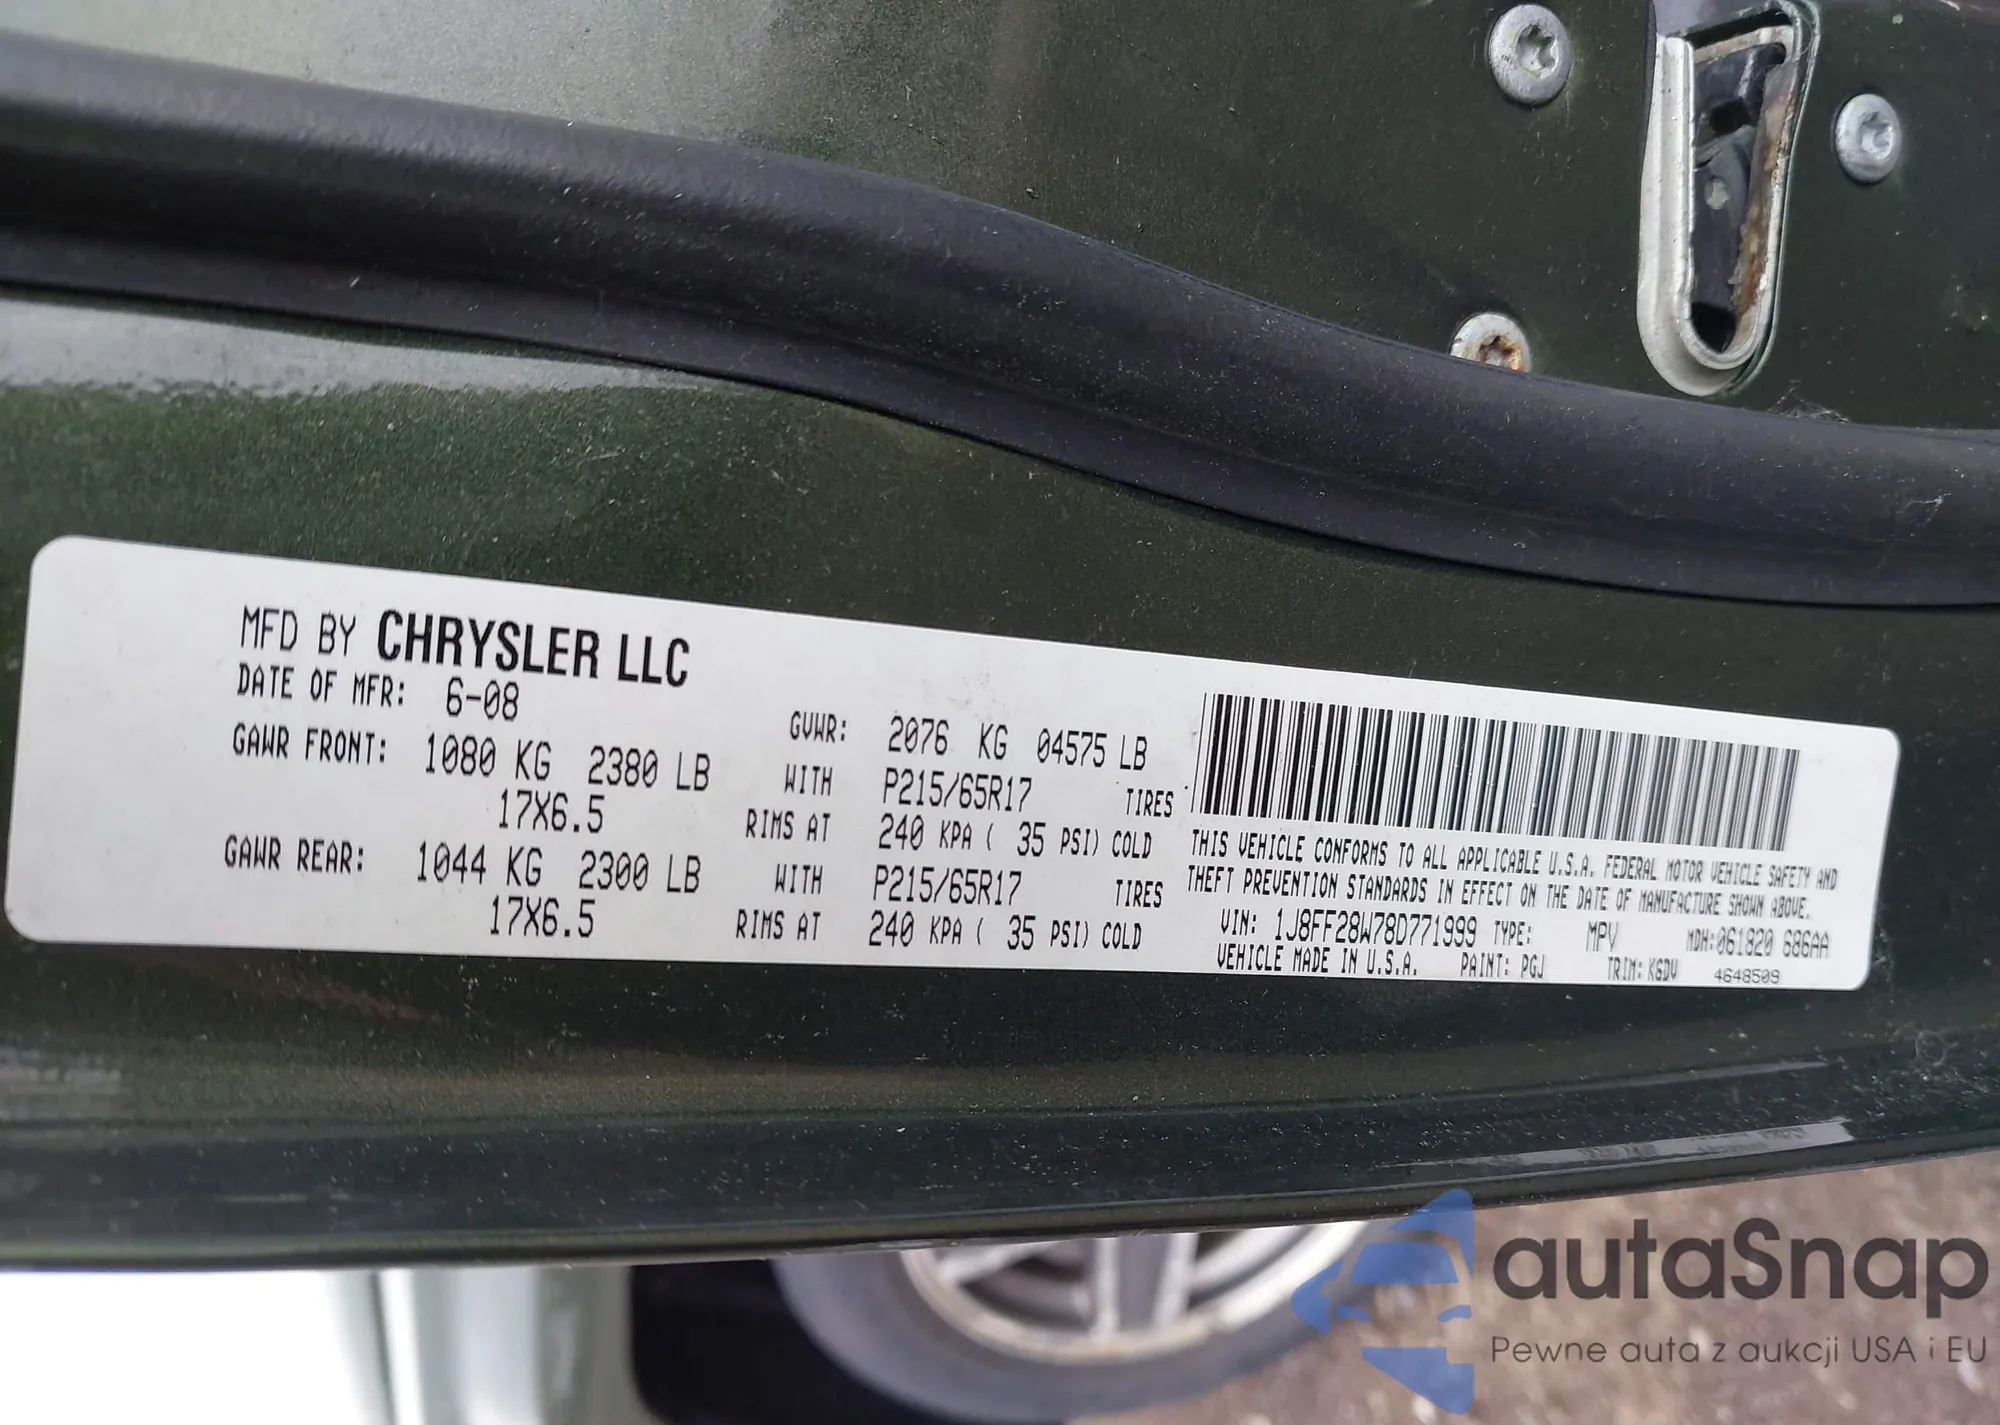 MFD BY CHRYSLER LLC
DATE OF MFR: 6-08
GVWR: 2076 KG 04575 LB
GAWR FRONT: 1080 KG 2380 LB WITH P215/65R17 TIRES
17X6.5 RIMS AT 240 KPA ( 35 PSI) COLD
GAWR REAR: 1044 KG 2300 LB WITH P215/65R17 TIRES
17X6.5 RIMS AT 240 KPA ( 35 PSI) COLD
THIS VEHICLE CONFORMS TO ALL APPLICABLE U.S.A. FEDERAL MOTOR VEHICLE SAFETY AND
THEFT PREVENTION STANDARDS IN EFFECT ON THE DATE OF MANUFACTURE SHOWN ABOVE.
VIN: 1J8FF28W78D771999 TYPE: MPV MDH:061820 686AA
VEHICLE MADE IN U.S.A. PAINT: PGJ TRIM: K6DV 4648509
autaSnap
Pewne auta z aukcji USA i EU